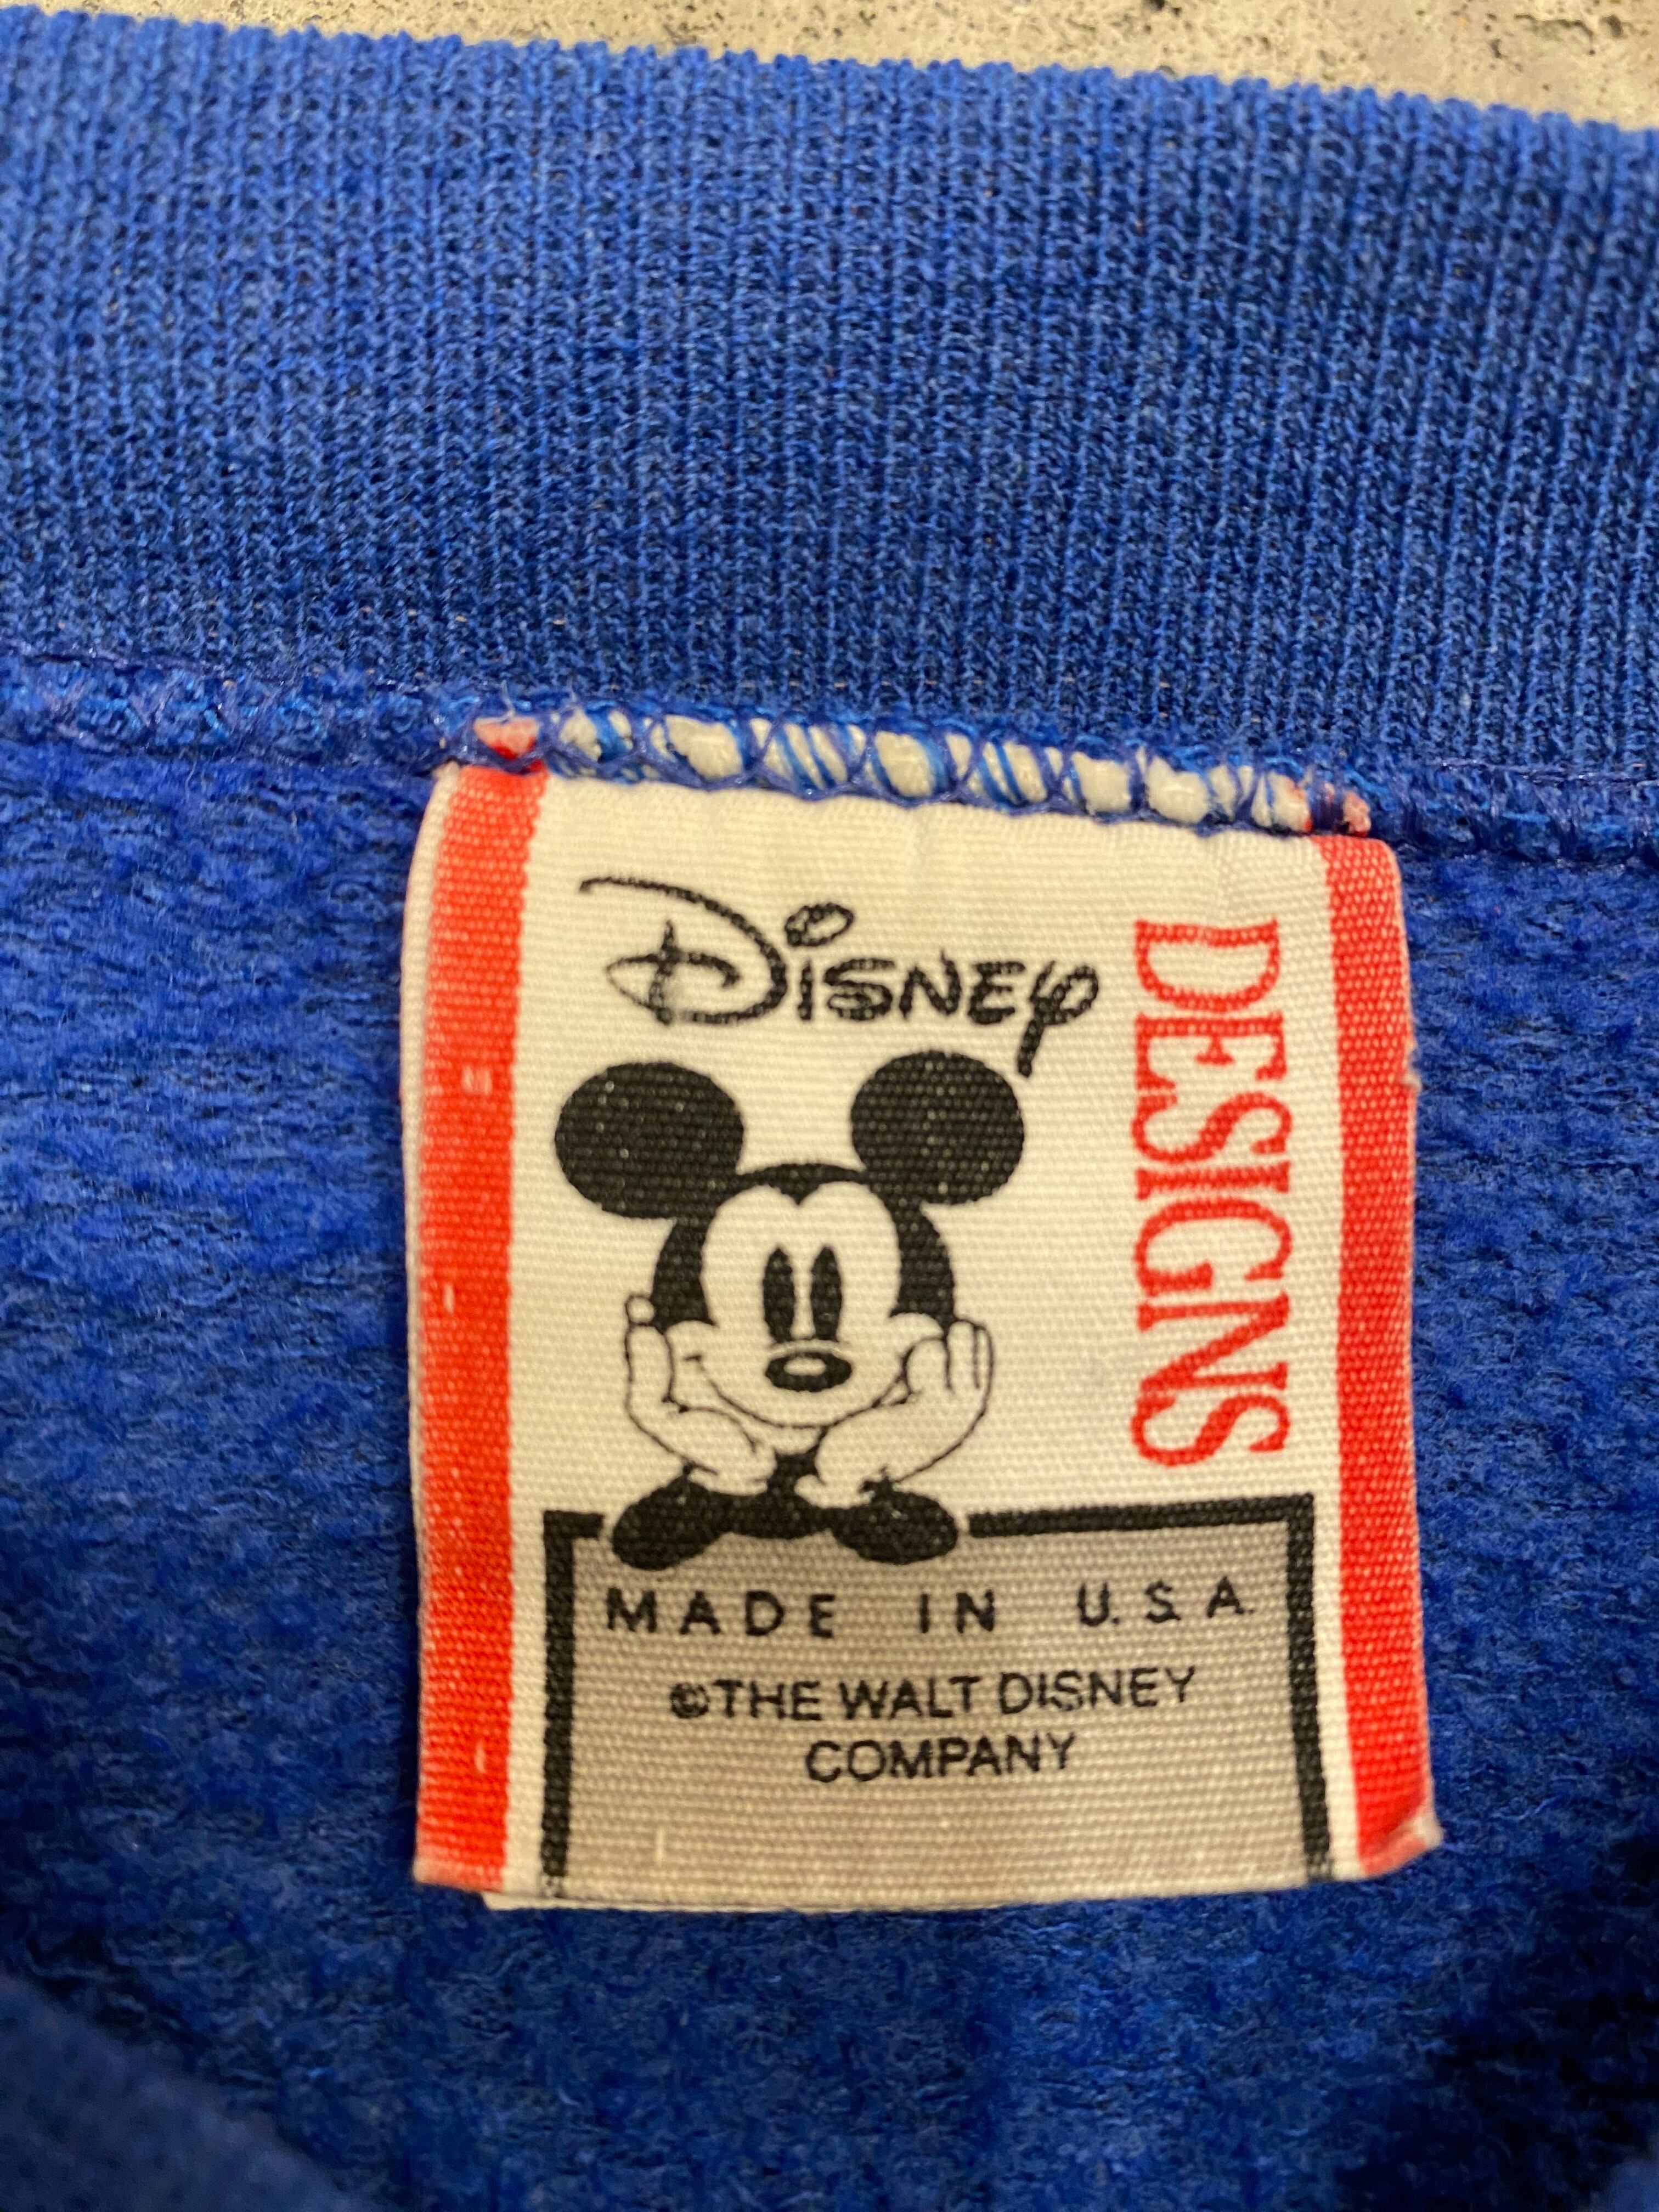 Disney
DESIGNS
MADE IN U.S.A.
©THE WALT DISNEY
COMPANY